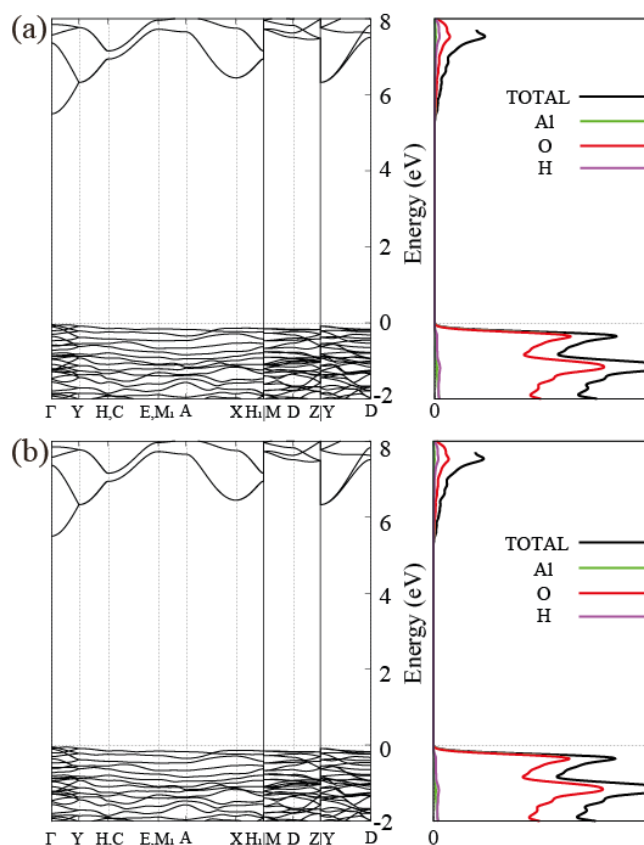 (a)
8
6
4
2
0
-2
Energy (eV)
TOTAL
Al
O
H
Γ Y H,C E,M₁ A X H₁|M D Z|Y D
0
(b)
8
6
4
2
0
-2
Energy (eV)
TOTAL
Al
O
H
Γ Y H,C E,M₁ A X H₁|M D Z|Y D
0